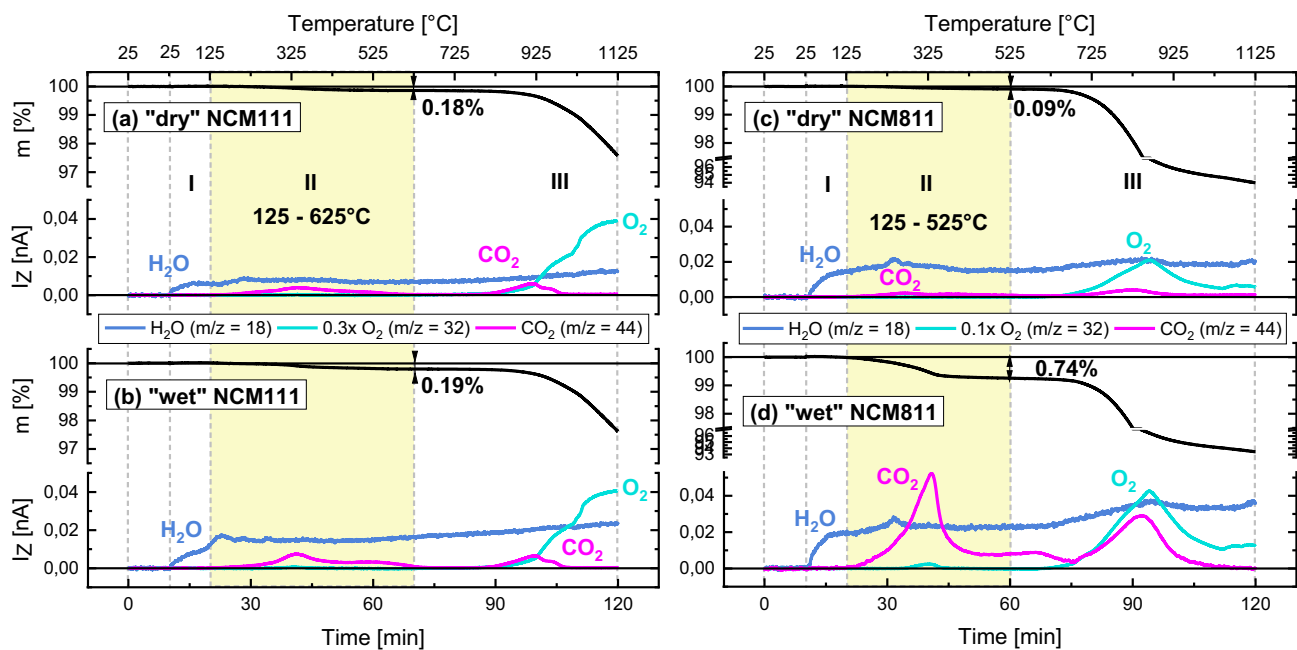 Temperature [°C]
25 25 125 325 525 725 925 1125
100
99
98
97
m [%]
(a) "dry" NCM111
0.18%
I II III
125 - 625°C
0,04
0,02
0,00
I_Z [nA]
H₂O
CO₂
O₂
H₂O (m/z = 18) 0.3x O₂ (m/z = 32) CO₂ (m/z = 44)
100
99
98
97
m [%]
(b) "wet" NCM111
0.19%
0,04
0,02
0,00
I_Z [nA]
H₂O
CO₂
O₂
0 30 60 90 120
Time [min]
Temperature [°C]
25 25 125 325 525 725 925 1125
100
99
98
96
95
94
(c) "dry" NCM811
0.09%
I II III
125 - 525°C
0,04
0,02
0,00
H₂O
CO₂
O₂
H₂O (m/z = 18) 0.1x O₂ (m/z = 32) CO₂ (m/z = 44)
100
99
98
96
95
94
93
(d) "wet" NCM811
0.74%
0,04
0,02
0,00
H₂O
CO₂
O₂
0 30 60 90 120
Time [min]